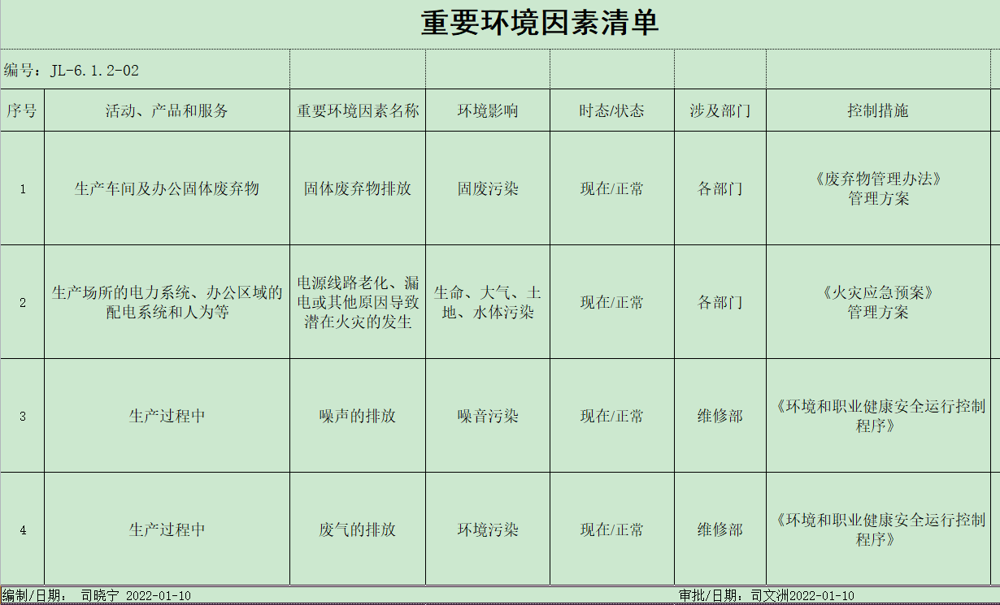 重要环境因素清单
编号：JL-6.1.2-02
序号 活动、产品和服务 重要环境因素名称 环境影响 时态/状态 涉及部门 控制措施
1 生产车间及办公固体废弃物 固体废弃物排放 固废污染 现在/正常 各部门 《废弃物管理办法》
管理方案
2 生产场所的电力系统、办公区域的
配电系统和人为等
电源线路老化、漏
电或其他原因导致
潜在火灾的发生
生命、大气、土
地、水体污染
现在/正常 各部门 《火灾应急预案》
管理方案
3 生产过程中 噪声的排放 噪音污染 现在/正常 维修部 《环境和职业健康安全运行控制
程序》
4 生产过程中 废气的排放 环境污染 现在/正常 维修部 《环境和职业健康安全运行控制
程序》
编制/日期： 司晓宁 2022-01-10 审批/日期：司文洲2022-01-10